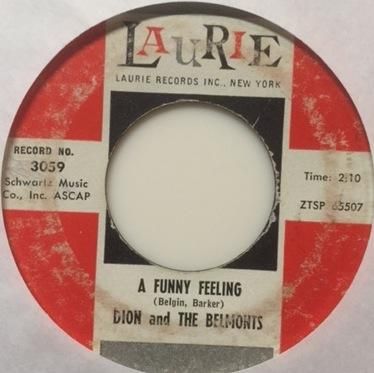 LAURIE
LAURIE RECORDS INC., NEW YORK
RECORD NO.
3059
Schwartz Music
Co., Inc. ASCAP
Time: 2:10
ZTSP 65507
A FUNNY FEELING
(Belgin, Barker)
DION and THE BELMONTS